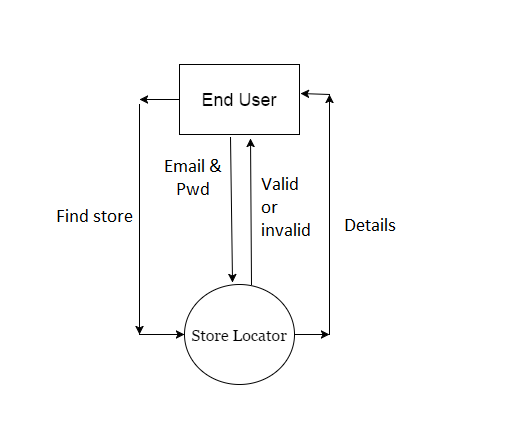 End User
Email &
Pwd
Valid
or
invalid
Find store
Details
Store Locator